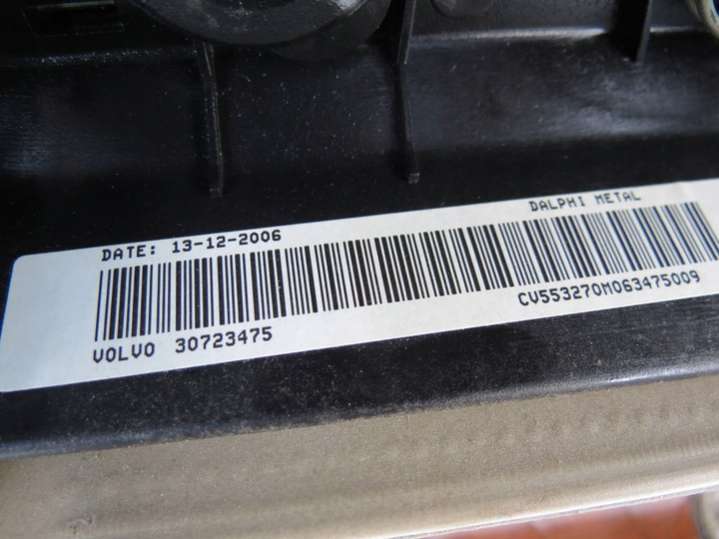 DATE: 13-12-2006
DALPHI METAL
VOLVO 30723475
CV553270M063475009